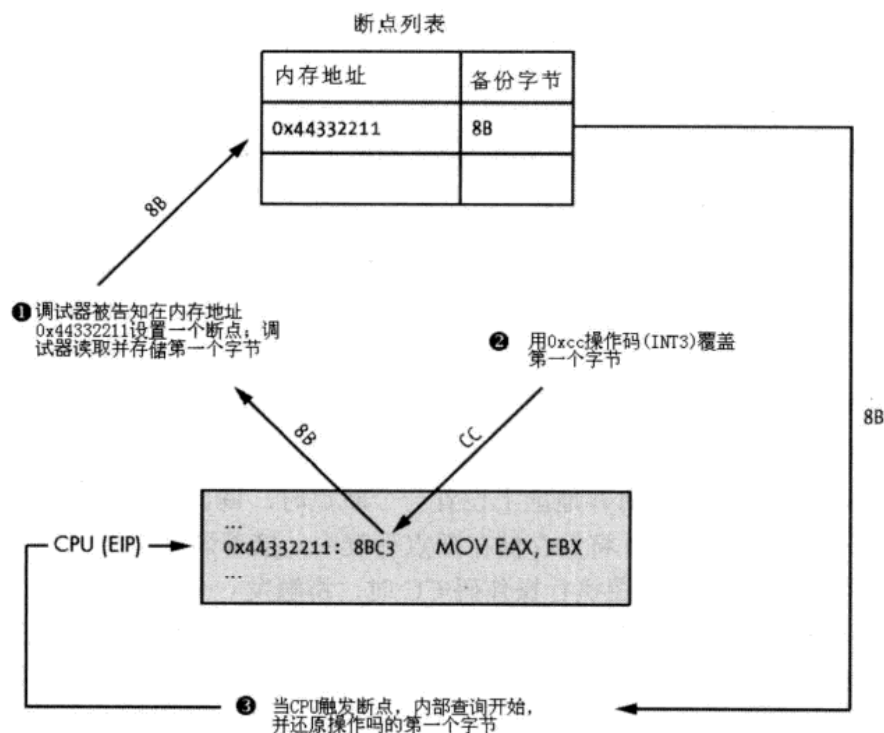 断点列表
内存地址 备份字节
0x44332211 8B
8B
❶ 调试器被告知在内存地址
0x44332211设置一个断点；调
试器读取并存储第一个字节
❷ 用0xcc操作码(INT3)覆盖
第一个字节
8B
8B
CC
...
CPU (EIP)
0x44332211: 8BC3 MOV EAX, EBX
...
❸ 当CPU触发断点，内部查询开始，
并还原操作吗的第一个字节